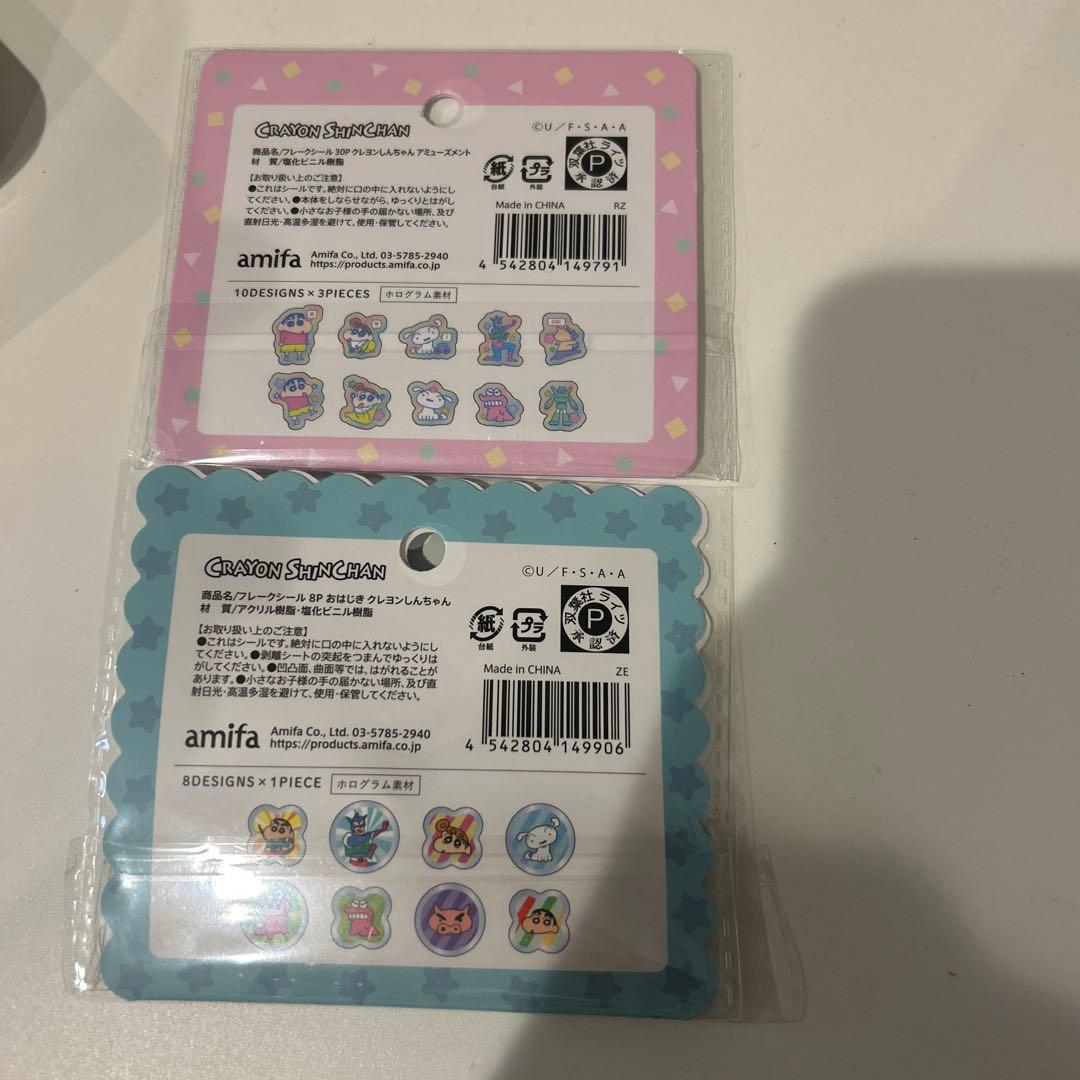 CRAYON SHINCHAN
©U／F・S・A・A
商品名/フレークシール 30P クレヨンしんちゃん アミューズメント
材　質/塩化ビニル樹脂
【お取り扱い上のご注意】
●これはシールです。絶対に口の中に入れないようにし
てください。●本体をしならせながら、ゆっくりとはがし
てください。●小さなお子様の手の届かない場所、及び
直射日光・高温多湿を避けて、使用・保管してください。
紙
台紙
プラ
外装
双葉社 ライツ
P
承認済
Made in CHINA RZ
4 542804 149791
amifa
Amifa Co., Ltd. 03-5785-2940
https://products.amifa.co.jp
10DESIGNS×3PIECES ホログラム素材
CRAYON SHINCHAN
©U／F・S・A・A
商品名/フレークシール 8P おはじき クレヨンしんちゃん
材　質/アクリル樹脂・塩化ビニル樹脂
【お取り扱い上のご注意】
●これはシールです。絶対に口の中に入れないようにし
てください。●剥離シートの突起をつまんでゆっくりは
がしてください。●凹凸面、曲面等では、はがれることが
あります。●小さなお子様の手の届かない場所、及び直
射日光・高温多湿を避けて、使用・保管してください。
紙
台紙
プラ
外装
双葉社 ライツ
P
承認済
Made in CHINA ZE
4 542804 149906
amifa
Amifa Co., Ltd. 03-5785-2940
https://products.amifa.co.jp
8DESIGNS×1PIECE ホログラム素材